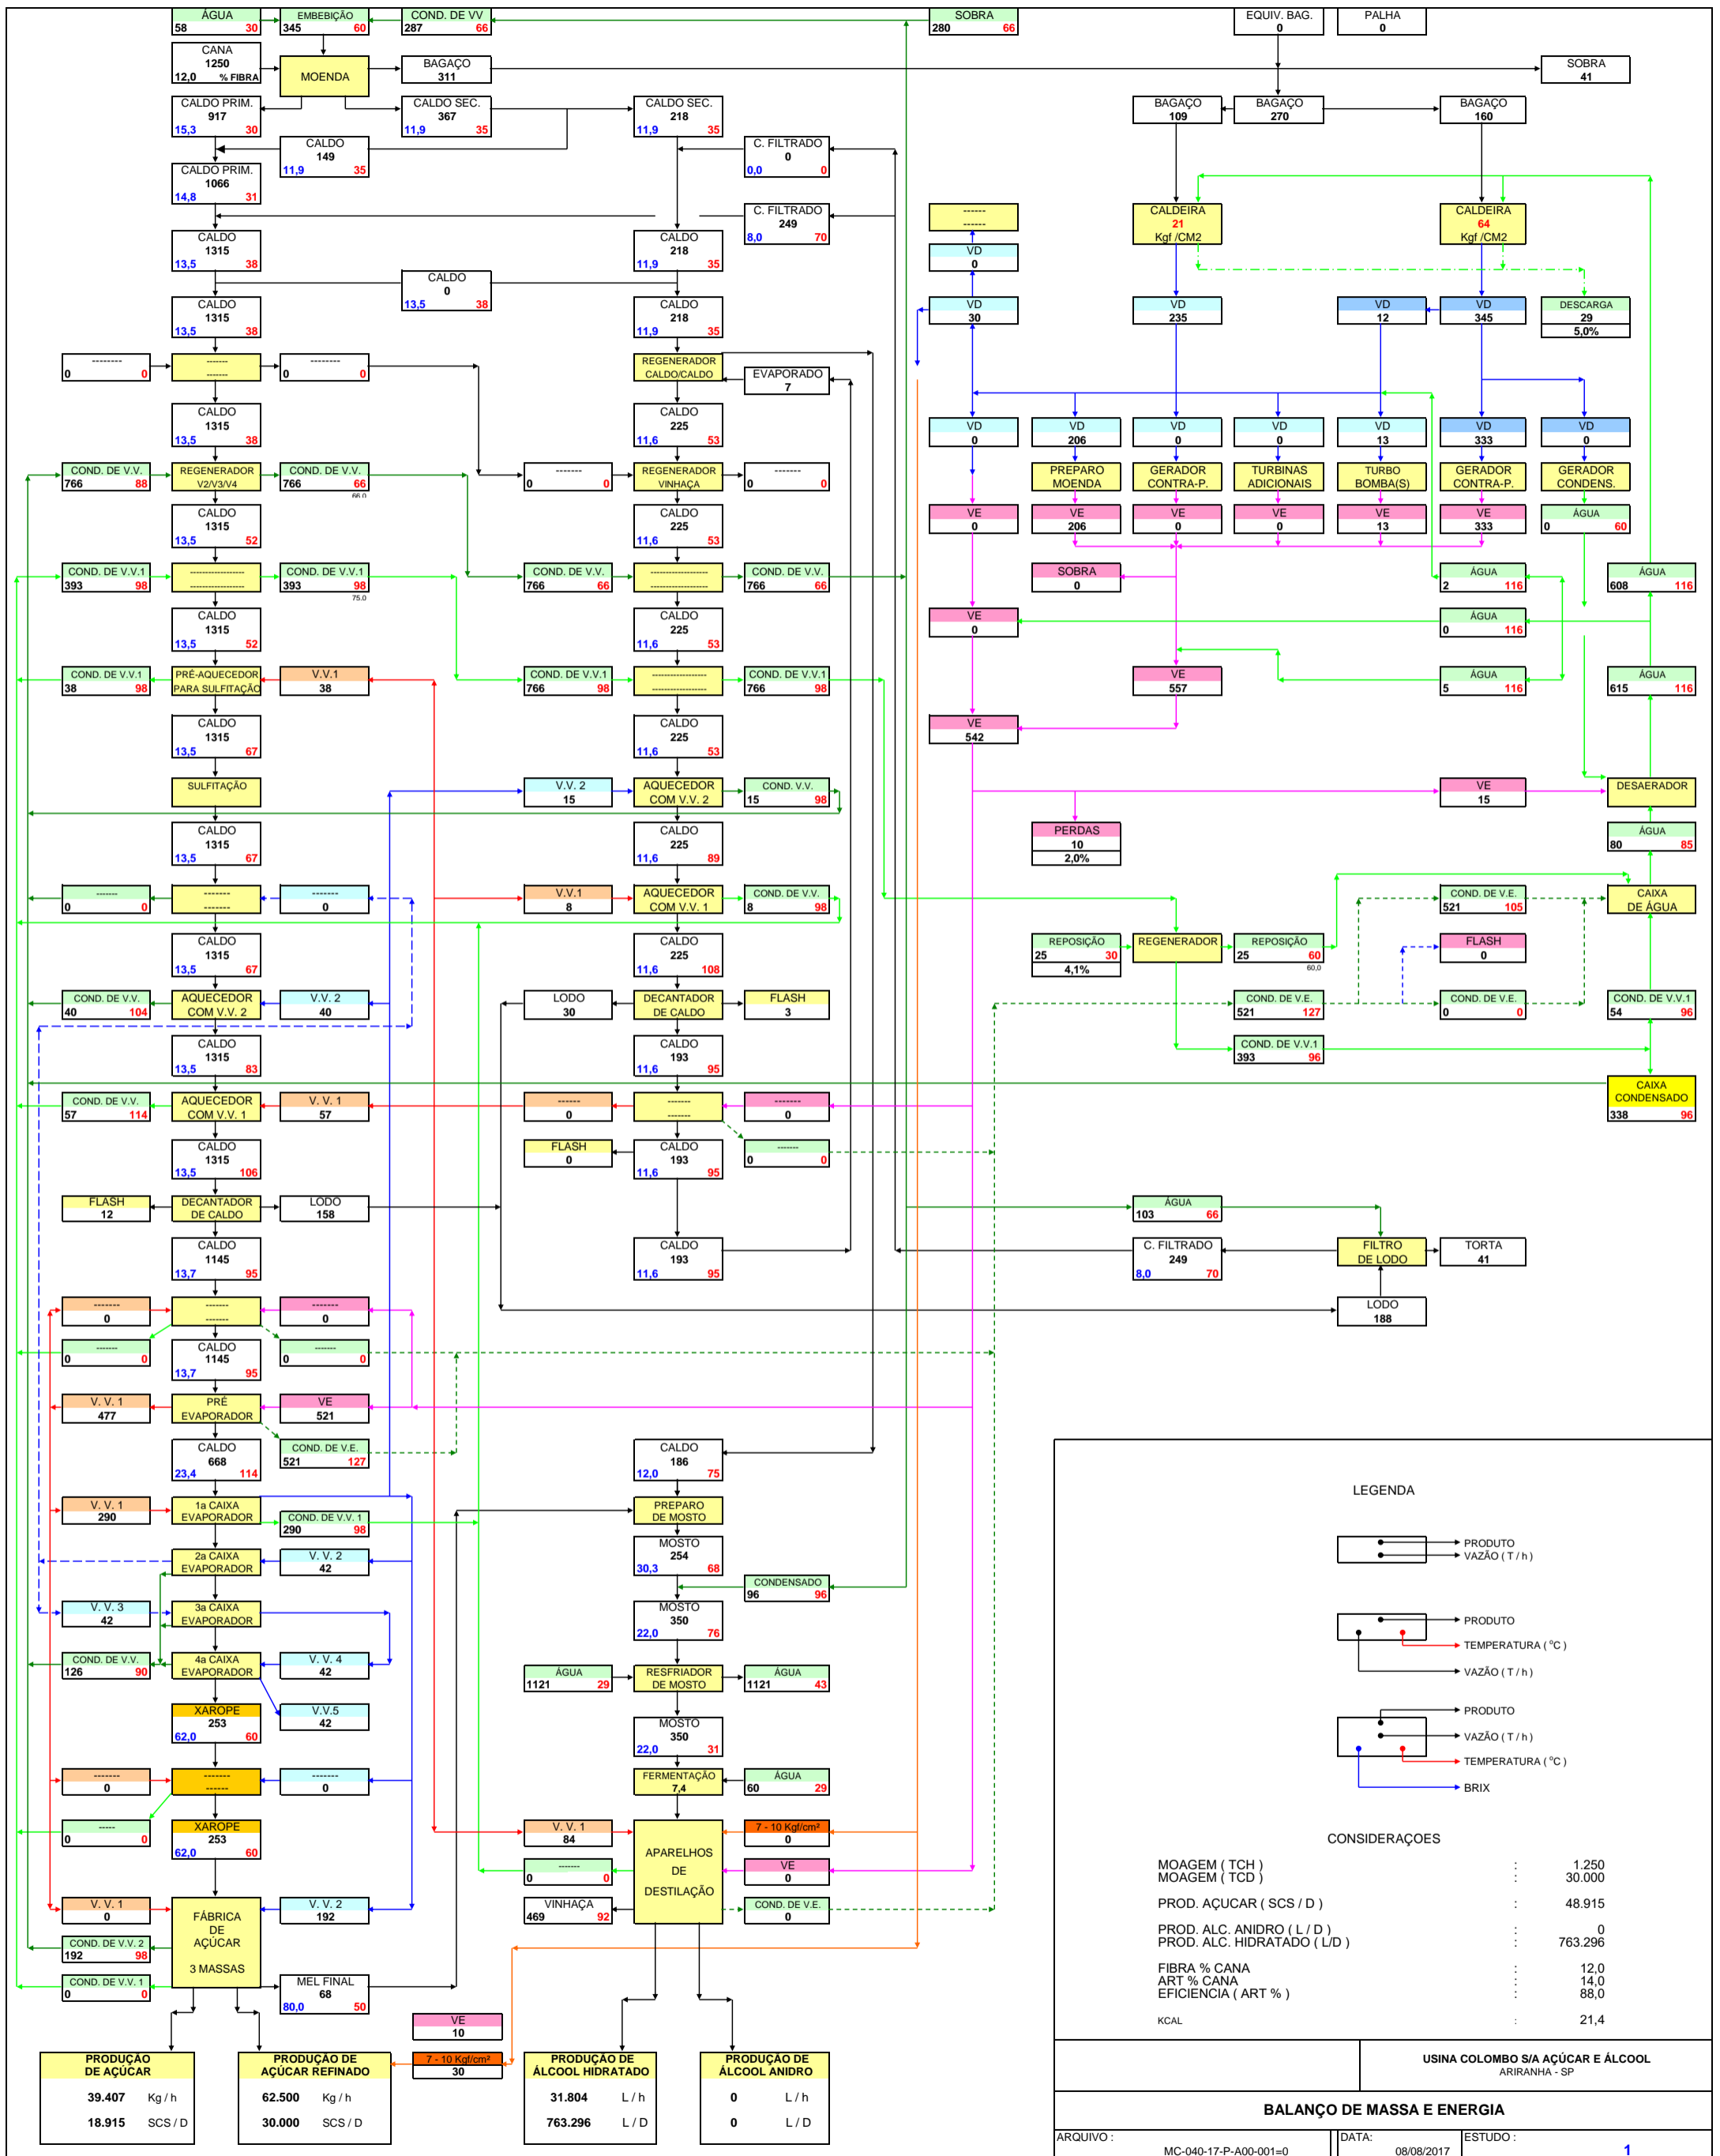 ÁGUA
58 30
EMBEBIÇÃO
345 60
COND. DE VV
287 66
SOBRA
280 66
EQUIV. BAG.
0
PALHA
0
CANA
1250
12,0 % FIBRA
MOENDA
BAGAÇO
311
SOBRA
41
CALDO PRIM.
917
15,3 30
CALDO SEC.
367
11,9 35
CALDO SEC.
218
11,9 35
BAGAÇO
109
BAGAÇO
270
BAGAÇO
160
CALDO
149
11,9 35
C. FILTRADO
0
0,0 0
CALDO PRIM.
1066
14,8 31
C. FILTRADO
249
8,0 70
------
------
CALDEIRA
21
Kgf /CM2
CALDEIRA
64
Kgf /CM2
CALDO
1315
13,5 38
CALDO
218
11,9 35
VD
0
CALDO
0
13,5 38
CALDO
1315
13,5 38
CALDO
218
11,9 35
VD
30
VD
235
VD
12
VD
345
DESCARGA
29
5,0%
--------
0 0
-------
-------
--------
0 0
REGENERADOR
CALDO/CALDO
EVAPORADO
7
CALDO
1315
13,5 38
CALDO
225
11,6 53
VD
0
VD
206
VD
0
VD
0
VD
13
VD
333
VD
0
COND. DE V.V.
766 88
REGENERADOR
V2/V3/V4
COND. DE V.V.
766 66
66,0
-------
0 0
REGENERADOR
VINHAÇA
-------
0 0
PREPARO
MOENDA
GERADOR
CONTRA-P.
TURBINAS
ADICIONAIS
TURBO
BOMBA(S)
GERADOR
CONTRA-P.
GERADOR
CONDENS.
CALDO
1315
13,5 52
CALDO
225
11,6 53
VE
0
VE
206
VE
0
VE
0
VE
13
VE
333
ÁGUA
0 60
COND. DE V.V.1
393 98
------------------
------------------
COND. DE V.V.1
393 98
75,0
COND. DE V.V.
766 66
------------------
------------------
COND. DE V.V.
766 66
SOBRA
0
ÁGUA
2 116
ÁGUA
608 116
CALDO
1315
13,5 52
CALDO
225
11,6 53
VE
0
ÁGUA
0 116
COND. DE V.V.1
38 98
PRÉ-AQUECEDOR
PARA SULFITAÇÃO
V.V.1
38
COND. DE V.V.1
766 98
------------------
------------------
COND. DE V.V.1
766 98
VE
557
ÁGUA
5 116
ÁGUA
615 116
CALDO
1315
13,5 67
CALDO
225
11,6 53
VE
542
SULFITAÇÃO
V.V. 2
15
AQUECEDOR
COM V.V. 2
COND. V.V.
15 98
VE
15
DESAERADOR
CALDO
1315
13,5 67
CALDO
225
11,6 89
PERDAS
10
2,0%
ÁGUA
80 85
-------
0 0
-------
-------
-------
0
V.V.1
8
AQUECEDOR
COM V.V. 1
COND. DE V.V.
8 98
COND. DE V.E.
521 105
CAIXA
DE ÁGUA
CALDO
1315
13,5 67
CALDO
225
11,6 108
REPOSIÇÃO
25 30
4,1%
REGENERADOR
REPOSIÇÃO
25 60
60,0
FLASH
0
COND. DE V.V.
40 104
AQUECEDOR
COM V.V. 2
V.V. 2
40
LODO
30
DECANTADOR
DE CALDO
FLASH
3
COND. DE V.E.
521 127
COND. DE V.E.
0 0
COND. DE V.V.1
54 96
CALDO
1315
13,5 83
CALDO
193
11,6 95
COND. DE V.V.1
393 96
COND. DE V.V.
57 114
AQUECEDOR
COM V.V. 1
V. V. 1
57
------
0
-------
-------
-------
0
CAIXA
CONDENSADO
338 96
CALDO
1315
13,5 106
FLASH
0
CALDO
193
11,6 95
-------
0 0
FLASH
12
DECANTADOR
DE CALDO
LODO
158
ÁGUA
103 66
CALDO
1145
13,7 95
CALDO
193
11,6 95
C. FILTRADO
249
8,0 70
FILTRO
DE LODO
TORTA
41
-------
0
-------
-------
-------
0
LODO
188
-------
0 0
CALDO
1145
13,7 95
-------
0 0
V. V. 1
477
PRÉ
EVAPORADOR
VE
521
CALDO
668
23,4 114
COND. DE V.E.
521 127
CALDO
186
12,0 75
V. V. 1
290
1a CAIXA
EVAPORADOR
COND. DE V.V. 1
290 98
PREPARO
DE MOSTO
2a CAIXA
EVAPORADOR
V. V. 2
42
MOSTO
254
30,3 68
CONDENSADO
96 96
V. V. 3
42
3a CAIXA
EVAPORADOR
MOSTO
350
22,0 76
COND. DE V.V.
126 90
4a CAIXA
EVAPORADOR
V. V. 4
42
ÁGUA
1121 29
RESFRIADOR
DE MOSTO
ÁGUA
1121 43
XAROPE
253
62,0 60
V.V.5
42
MOSTO
350
22,0 31
-------
0
-------
------
-------
0
FERMENTAÇÃO
7,4
ÁGUA
60 29
-----
0 0
XAROPE
253
62,0 60
V. V. 1
84
APARELHOS
DE
DESTILAÇÃO
7 - 10 Kgf/cm²
0
-------
0 0
VE
0
V. V. 1
0
FÁBRICA
DE
AÇÚCAR
3 MASSAS
V. V. 2
192
VINHAÇA
469 92
COND. DE V.E.
0
COND. DE V.V. 2
192 98
COND. DE V.V. 1
0 0
MEL FINAL
68
80,0 50
VE
10
7 - 10 Kgf/cm²
30
PRODUÇÃO
DE AÇÚCAR
39.407 Kg / h
18.915 SCS / D
PRODUÇÃO DE
AÇÚCAR REFINADO
62.500 Kg / h
30.000 SCS / D
PRODUÇÃO DE
ÁLCOOL HIDRATADO
31.804 L / h
763.296 L / D
PRODUÇÃO DE
ÁLCOOL ANIDRO
0 L / h
0 L / D
LEGENDA
PRODUTO
VAZÃO ( T / h )
PRODUTO
TEMPERATURA ( °C )
VAZÃO ( T / h )
PRODUTO
VAZÃO ( T / h )
TEMPERATURA ( °C )
BRIX
CONSIDERAÇOES
MOAGEM ( TCH ) : 1.250
MOAGEM ( TCD ) : 30.000
PROD. AÇUCAR ( SCS / D ) : 48.915
PROD. ALC. ANIDRO ( L / D ) : 0
PROD. ALC. HIDRATADO ( L/D ) : 763.296
FIBRA % CANA : 12,0
ART % CANA : 14,0
EFICIENCIA ( ART % ) : 88,0
KCAL : 21,4
USINA COLOMBO S/A AÇÚCAR E ÁLCOOL
ARIRANHA - SP
BALANÇO DE MASSA E ENERGIA
ARQUIVO :
MC-040-17-P-A00-001=0
DATA:
08/08/2017
ESTUDO :
1